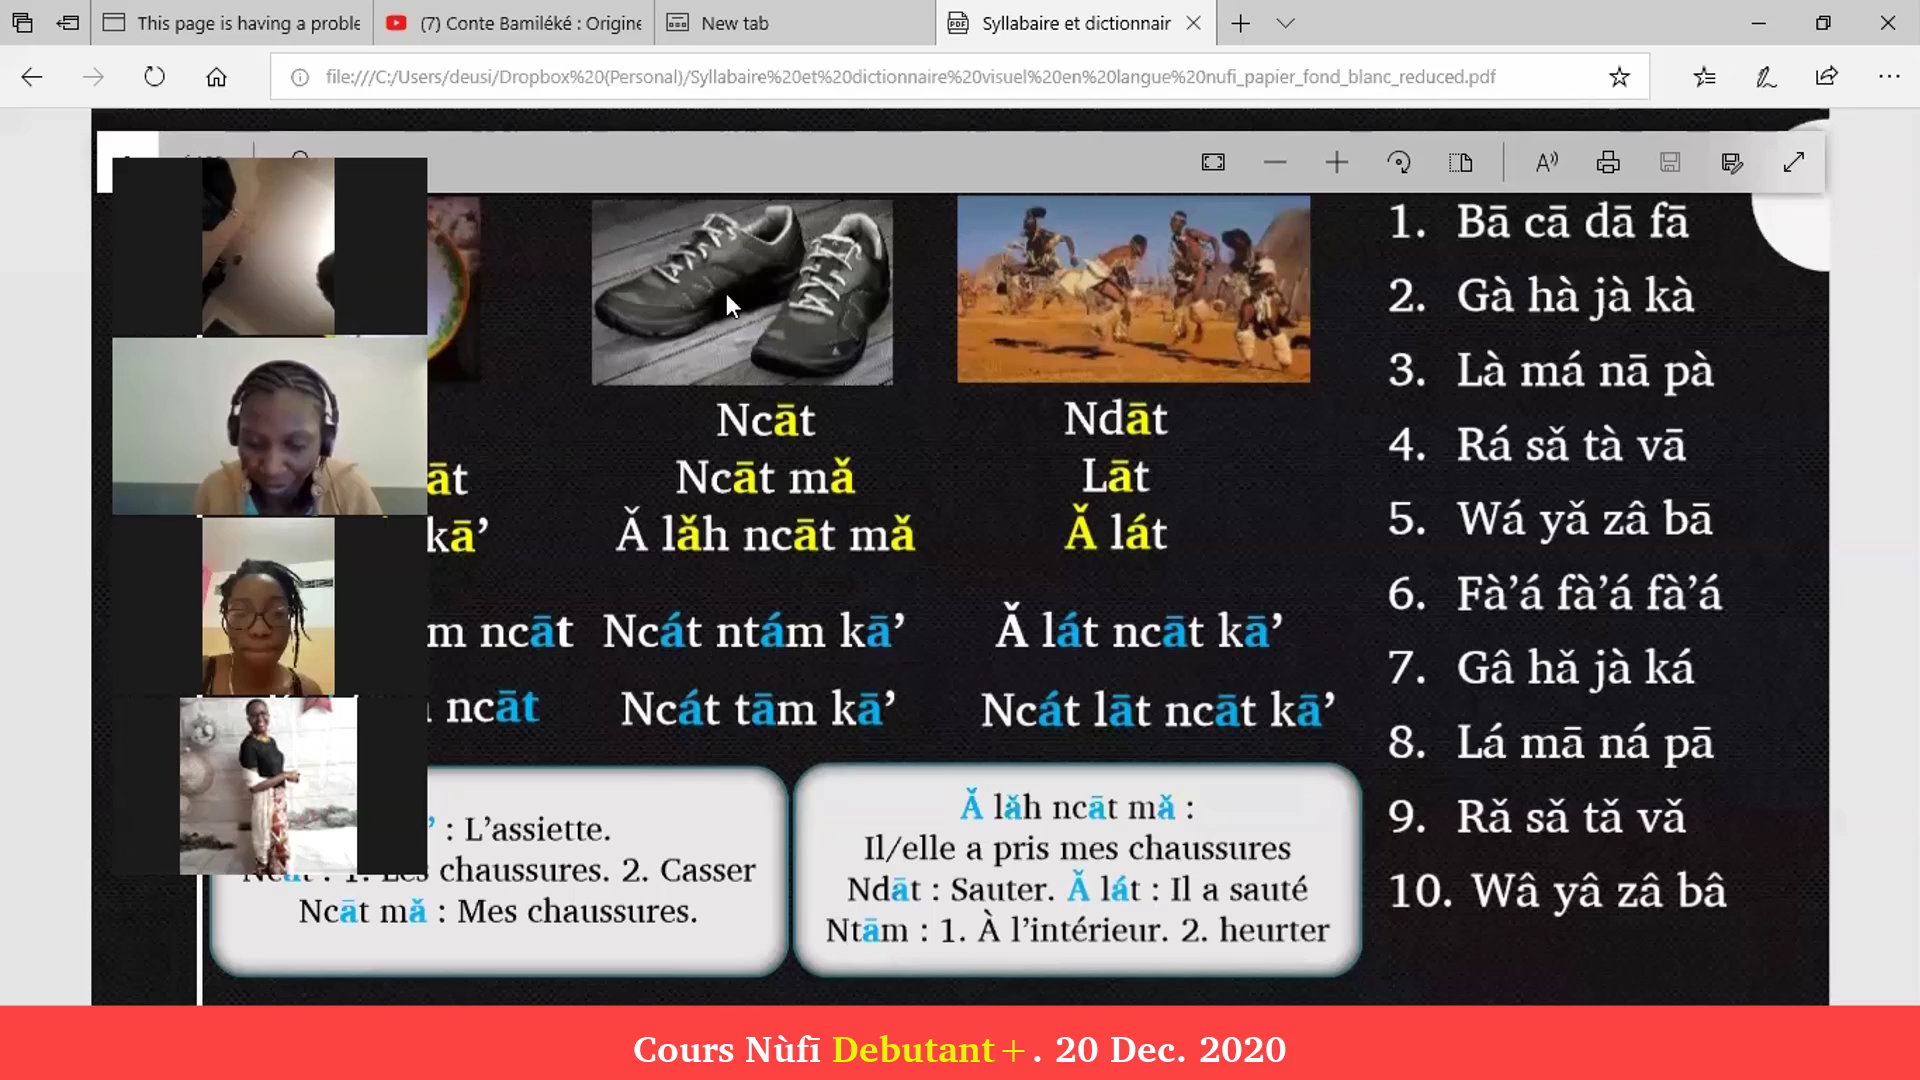 This page is having a proble
(7) Conte Bamiléké : Origine
New tab
Syllabaire et dictionnair
file:///C:/Users/deusi/Dropbox%20(Personal)/Syllabaire%20et%20dictionnaire%20visuel%20en%20langue%20nufi_papier_fond_blanc_reduced.pdf
Ncāt
Ncāt mǎ
Ǎ lǎh ncāt mǎ
Ndāt
Lāt
Ǎ lát
āt
kā’
m ncāt
ncāt
Ncát ntám kā’
Ncát tām kā’
Ǎ lát ncāt kā’
Ncát lāt ncāt kā’
’ : L’assiette.
chaussures. 2. Casser
Ncāt mǎ : Mes chaussures.
Ǎ lǎh ncāt mǎ :
Il/elle a pris mes chaussures
Ndāt : Sauter. Ǎ lát : Il a sauté
Ntām : 1. À l’intérieur. 2. heurter
1. Bā cā dā fā
2. Gà hà jà kà
3. Là má nā pà
4. Rá sǎ tà vā
5. Wá yǎ zâ bā
6. Fà’á fà’á fà’á
7. Gâ hǎ jà ká
8. Lá mā ná pā
9. Rǎ sǎ tǎ vǎ
10. Wâ yâ zâ bâ
Cours Nùfī Debutant+. 20 Dec. 2020